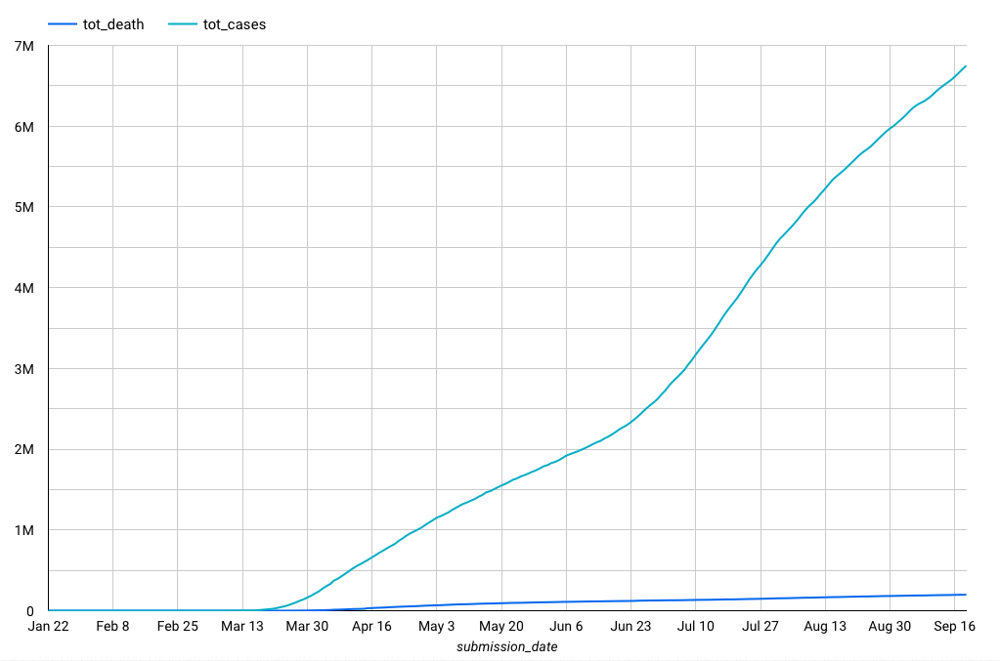 tot_death tot_cases
7M
6M
5M
4M
3M
2M
1M
0
Jan 22 Feb 8 Feb 25 Mar 13 Mar 30 Apr 16 May 3 May 20 Jun 6 Jun 23 Jul 10 Jul 27 Aug 13 Aug 30 Sep 16
submission_date